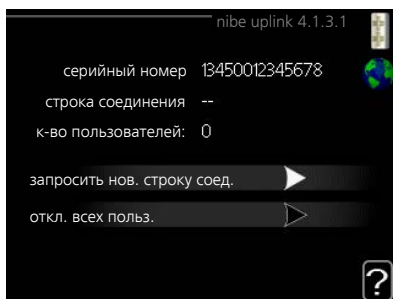 nibe uplink 4.1.3.1
серийный номер 13450012345678
строка соединения --
к-во пользователей: 0
запросить нов. строку соед.
откл. всех польз.
?